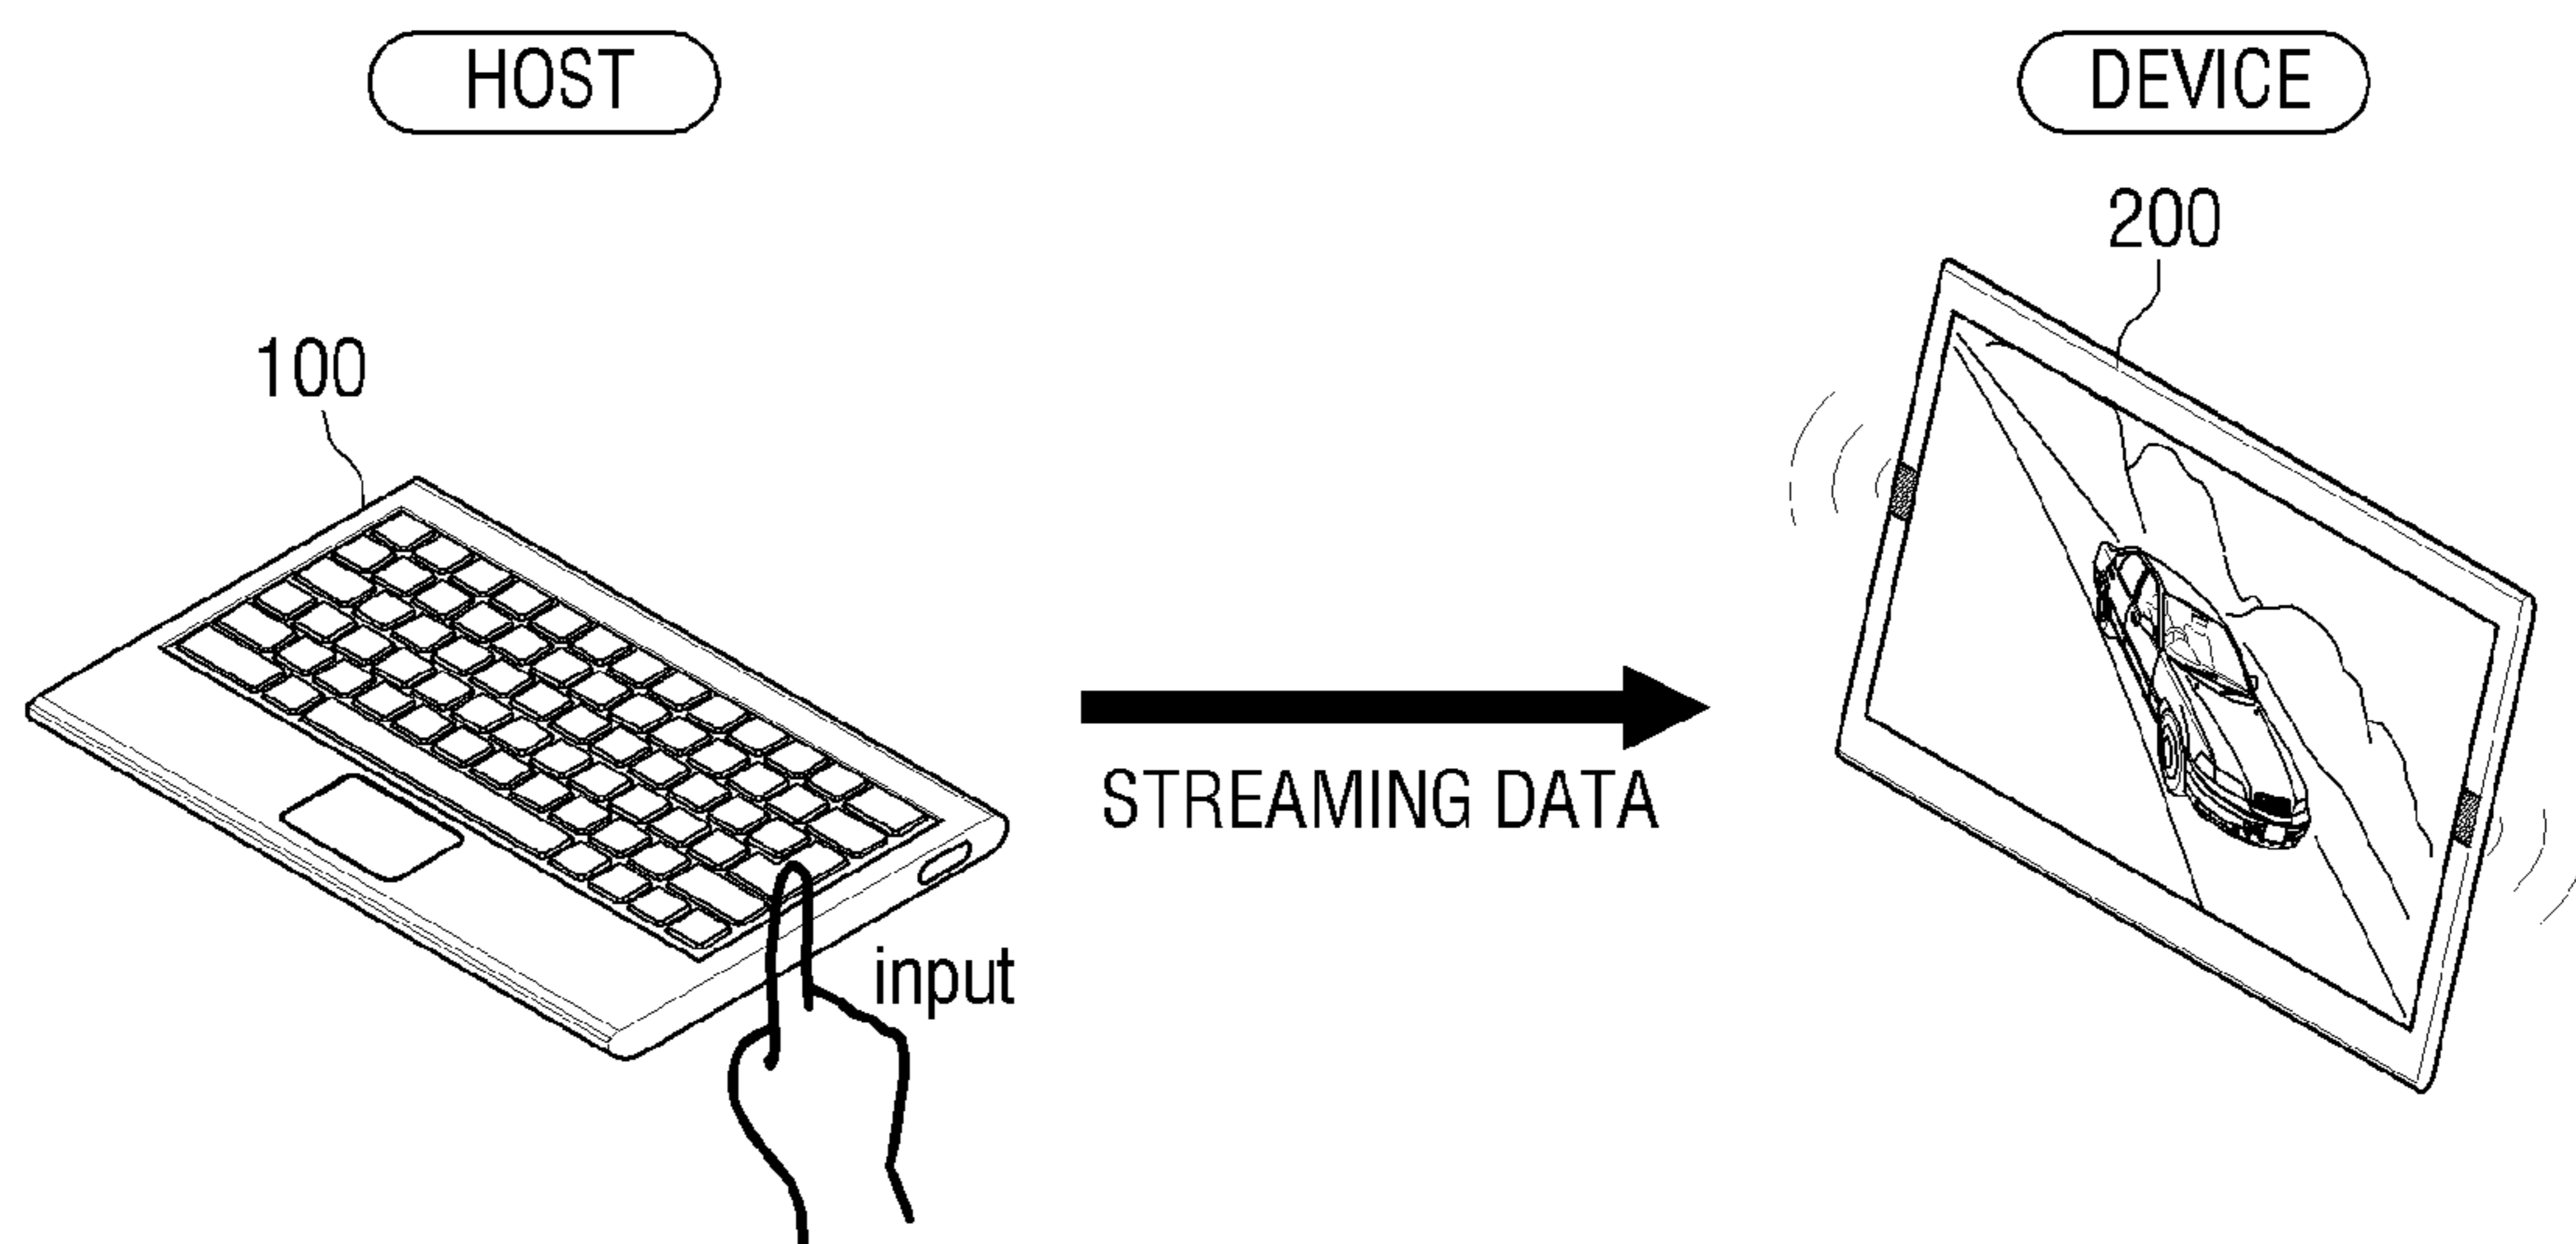 HOST
DEVICE
200
100
STREAMING DATA
input